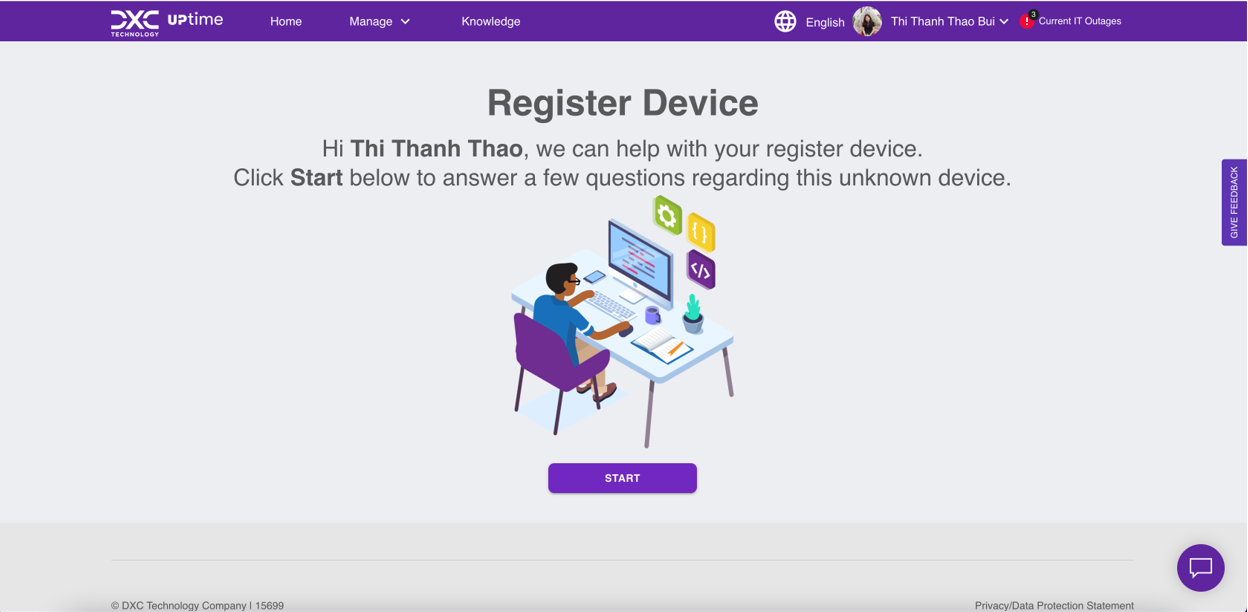 DXC TECHNOLOGY UPtime Home Manage Knowledge English Thi Thanh Thao Bui 3 ! Current IT Outages
Register Device
Hi Thi Thanh Thao, we can help with your register device.
Click Start below to answer a few questions regarding this unknown device.
GIVE FEEDBACK
{ }
</>
START
© DXC Technology Company | 15699 Privacy/Data Protection Statement